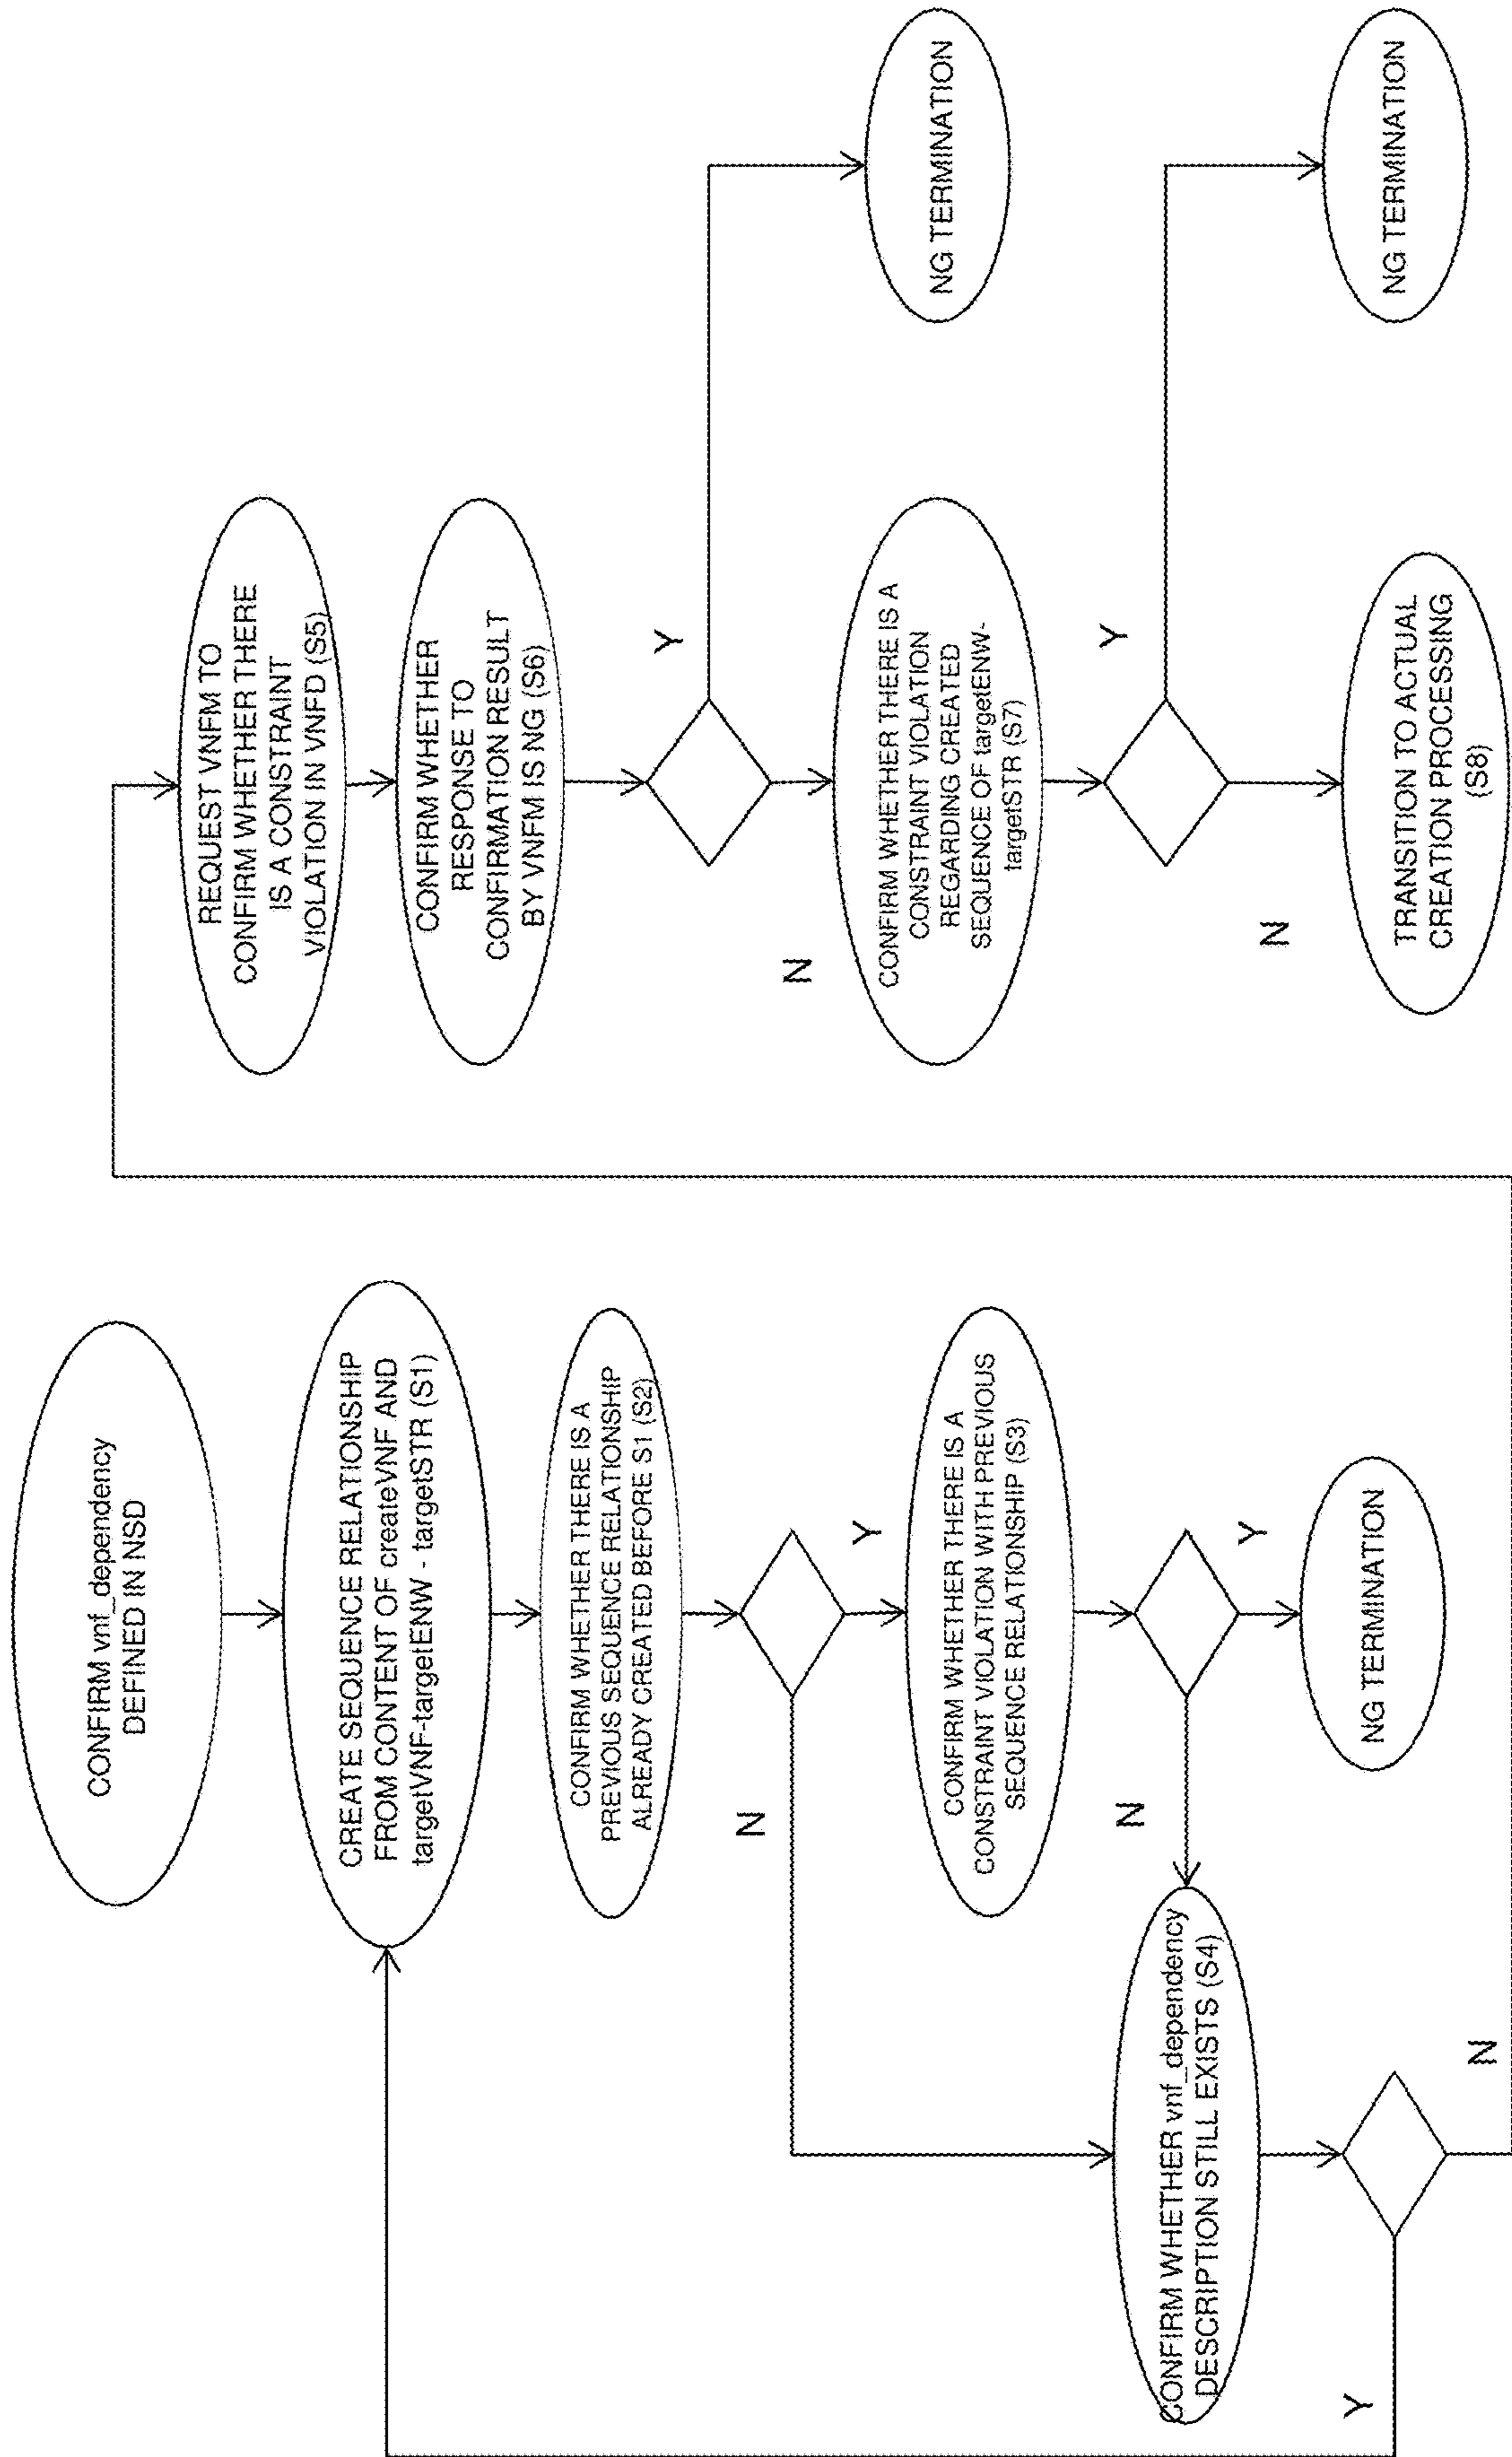 CONFIRM vnf_dependency
DEFINED IN NSD
CREATE SEQUENCE RELATIONSHIP
FROM CONTENT OF createVNF AND
targetVNF-targetENW - targetSTR (S1)
CONFIRM WHETHER THERE IS A
PREVIOUS SEQUENCE RELATIONSHIP
ALREADY CREATED BEFORE S1 (S2)
N
Y
CONFIRM WHETHER THERE IS A
CONSTRAINT VIOLATION WITH PREVIOUS
SEQUENCE RELATIONSHIP (S3)
N
Y
CONFIRM WHETHER vnf_dependency
DESCRIPTION STILL EXISTS (S4)
NG TERMINATION
Y
N
REQUEST VNFM TO
CONFIRM WHETHER THERE
IS A CONSTRAINT
VIOLATION IN VNFD (S5)
CONFIRM WHETHER
RESPONSE TO
CONFIRMATION RESULT
BY VNFM IS NG (S6)
N
Y
NG TERMINATION
CONFIRM WHETHER THERE IS A
CONSTRAINT VIOLATION
REGARDING CREATED
SEQUENCE OF targetENW-
targetSTR (S7)
N
Y
TRANSITION TO ACTUAL
CREATION PROCESSING
(S8)
NG TERMINATION